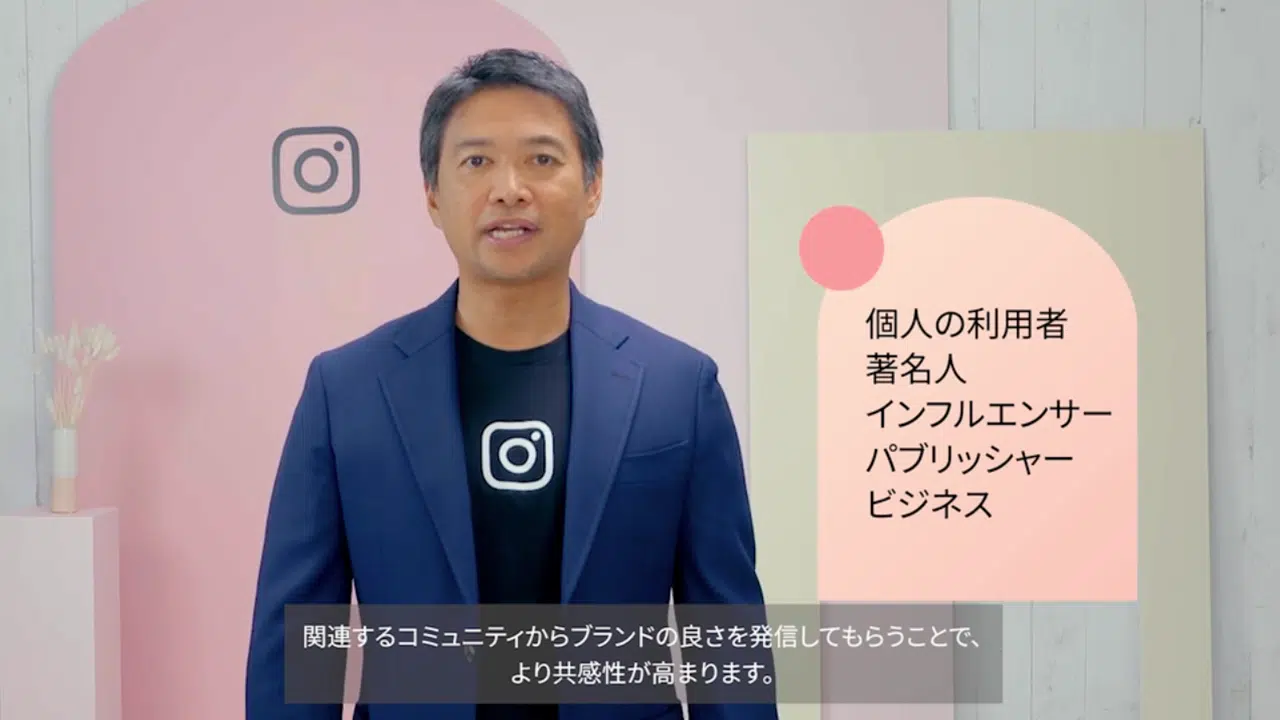 個人の利用者
著名人
インフルエンサー
パブリッシャー
ビジネス
関連するコミュニティからブランドの良さを発信してもらうことで、
より共感性が高まります。